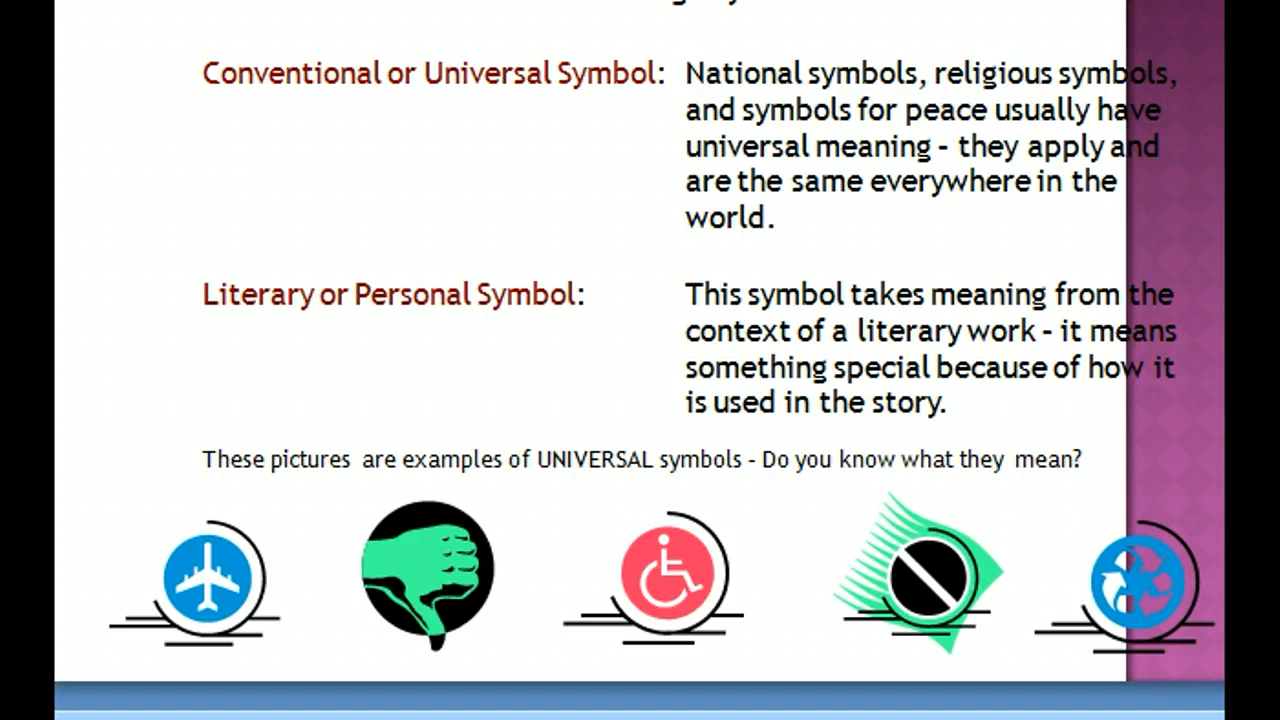 Conventional or Universal Symbol: National symbols, religious symbols,
and symbols for peace usually have
universal meaning - they apply and
are the same everywhere in the
world.
Literary or Personal Symbol: This symbol takes meaning from the
context of a literary work - it means
something special because of how it
is used in the story.
These pictures are examples of UNIVERSAL symbols - Do you know what they mean?